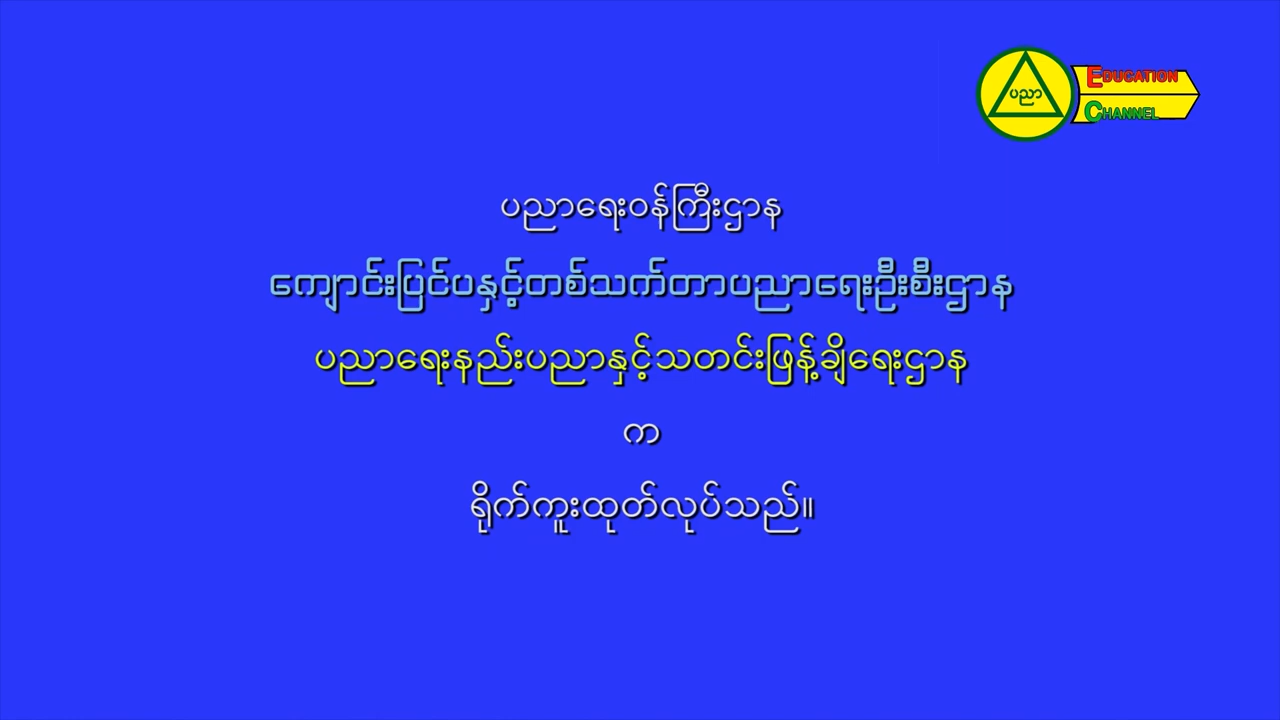 ပညာ
EDUCATION
CHANNEL
ပညာရေးဝန်ကြီးဌာန
ကျောင်းပြင်ပနှင့်တစ်သက်တာပညာရေးဦးစီးဌာန
ပညာရေးနည်းပညာနှင့်သတင်းဖြန့်ချိရေးဌာန
က
ရိုက်ကူးထုတ်လုပ်သည်။